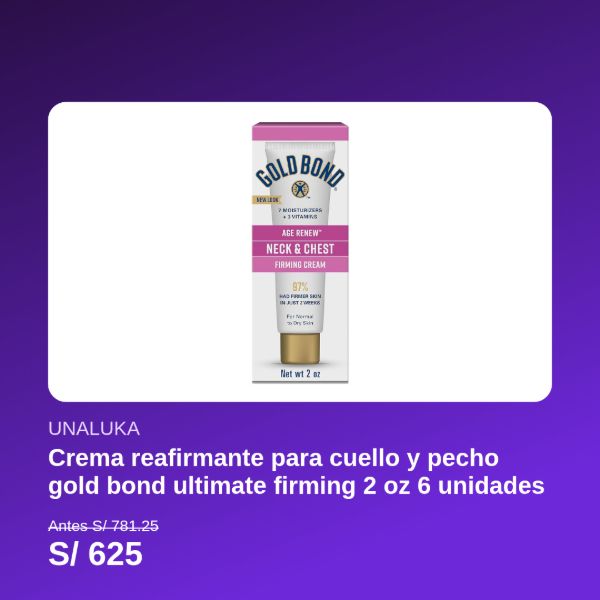 GOLD BOND
NEW LOOK
7 MOISTURIZERS
+ 3 VITAMINS
AGE RENEW™
NECK & CHEST
FIRMING CREAM
97%
HAD FIRMER SKIN
IN JUST 2 WEEKS
For Normal
to Dry Skin
Net wt 2 oz
UNALUKA
Crema reafirmante para cuello y pecho
gold bond ultimate firming 2 oz 6 unidades
Antes S/ 781.25
S/ 625